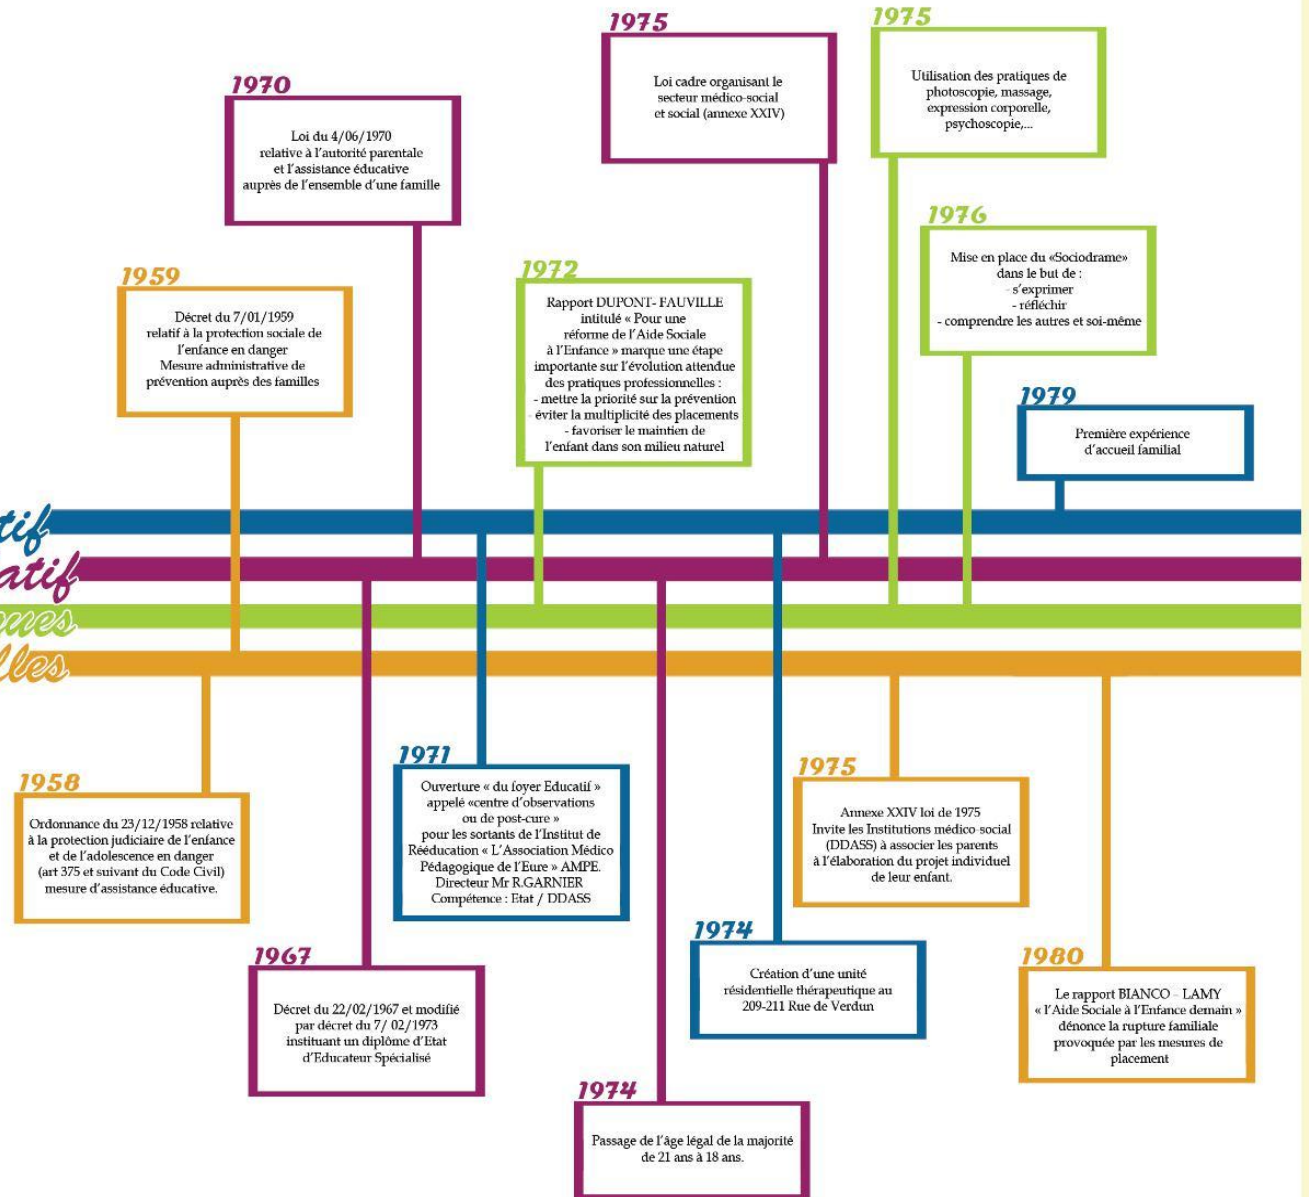 1975
Loi cadre organisant le
secteur médico-social
et social (annexe XXIV)
1975
Utilisation des pratiques de
photoscopie, massage,
expression corporelle,
psychoscopie,...
1970
Loi du 4/06/1970
relative à l'autorité parentale
et l'assistance éducative
auprès de l'ensemble d'une famille
1976
Mise en place du «Sociodrame»
dans le but de :
- s'exprimer
- réfléchir
- comprendre les autres et soi-même
1959
Décret du 7/01/1959
relatif à la protection sociale de
l'enfance en danger
Mesure administrative de
prévention auprès des familles
1972
Rapport DUPONT- FAUVILLE
intitulé « Pour une
réforme de l'Aide Sociale
à l'Enfance » marque une étape
importante sur l'évolution attendue
des pratiques professionnelles :
- mettre la priorité sur la prévention
- éviter la multiplicité des placements
- favoriser le maintien de
l'enfant dans son milieu naturel
1979
Première expérience
d'accueil familial
tif
atif
ques
lles
1958
Ordonnance du 23/12/1958 relative
à la protection judiciaire de l'enfance
et de l'adolescence en danger
(art 375 et suivant du Code Civil)
mesure d'assistance éducative.
1971
Ouverture « du foyer Educatif »
appelé «centre d'observations
ou de post-cure »
pour les sortants de l'Institut de
Rééducation « L'Association Médico
Pédagogique de l'Eure » AMPE.
Directeur Mr R.GARNIER
Compétence : Etat / DDASS
1975
Annexe XXIV loi de 1975
Invite les Institutions médico-social
(DDASS) à associer les parents
à l'élaboration du projet individuel
de leur enfant.
1967
Décret du 22/02/1967 et modifié
par décret du 7/ 02/1973
instituant un diplôme d'Etat
d'Educateur Spécialisé
1974
Création d'une unité
résidentielle thérapeutique au
209-211 Rue de Verdun
1980
Le rapport BIANCO - LAMY
« l'Aide Sociale à l'Enfance demain »
dénonce la rupture familiale
provoquée par les mesures de
placement
1974
Passage de l'âge légal de la majorité
de 21 ans à 18 ans.